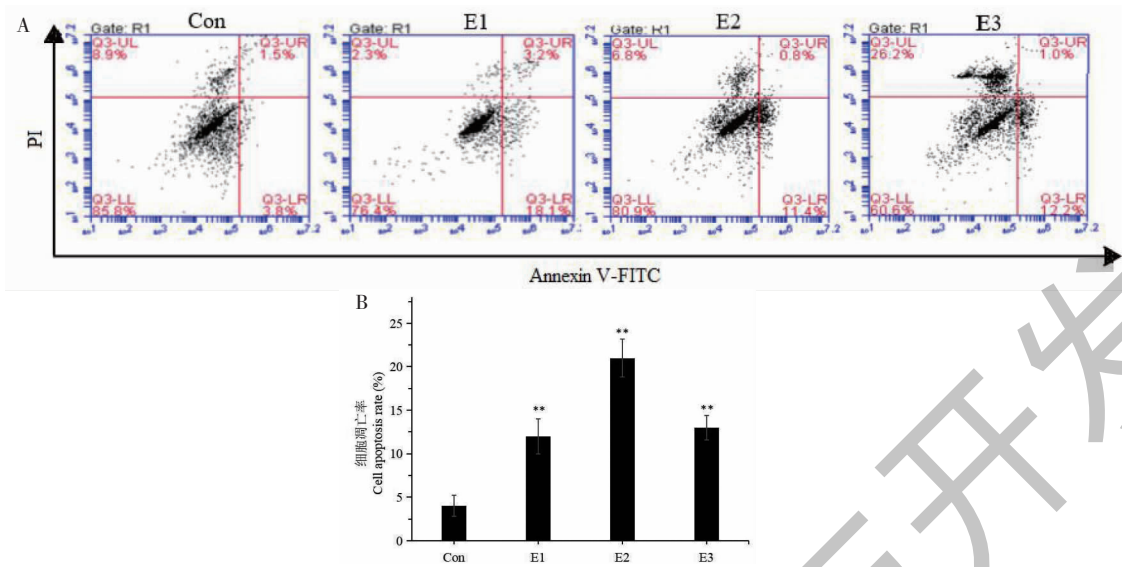 A
Con
E1
E2
E3
Gate: R1
Q3-UL
8.9%
Q3-UR
1.5%
Q3-LL
85.8%
Q3-LR
3.8%
Gate: R1
Q3-UL
2.3%
Q3-UR
3.2%
Q3-LL
76.4%
Q3-LR
18.1%
Gate: R1
Q3-UL
6.8%
Q3-UR
0.8%
Q3-LL
80.9%
Q3-LR
11.4%
Gate: R1
Q3-UL
26.2%
Q3-UR
1.0%
Q3-LL
60.6%
Q3-LR
12.2%
PI
Annexin V-FITC
B
细胞凋亡率
Cell apoptosis rate (%)
25
20
15
10
5
0
**
**
**
Con
E1
E2
E3
开发